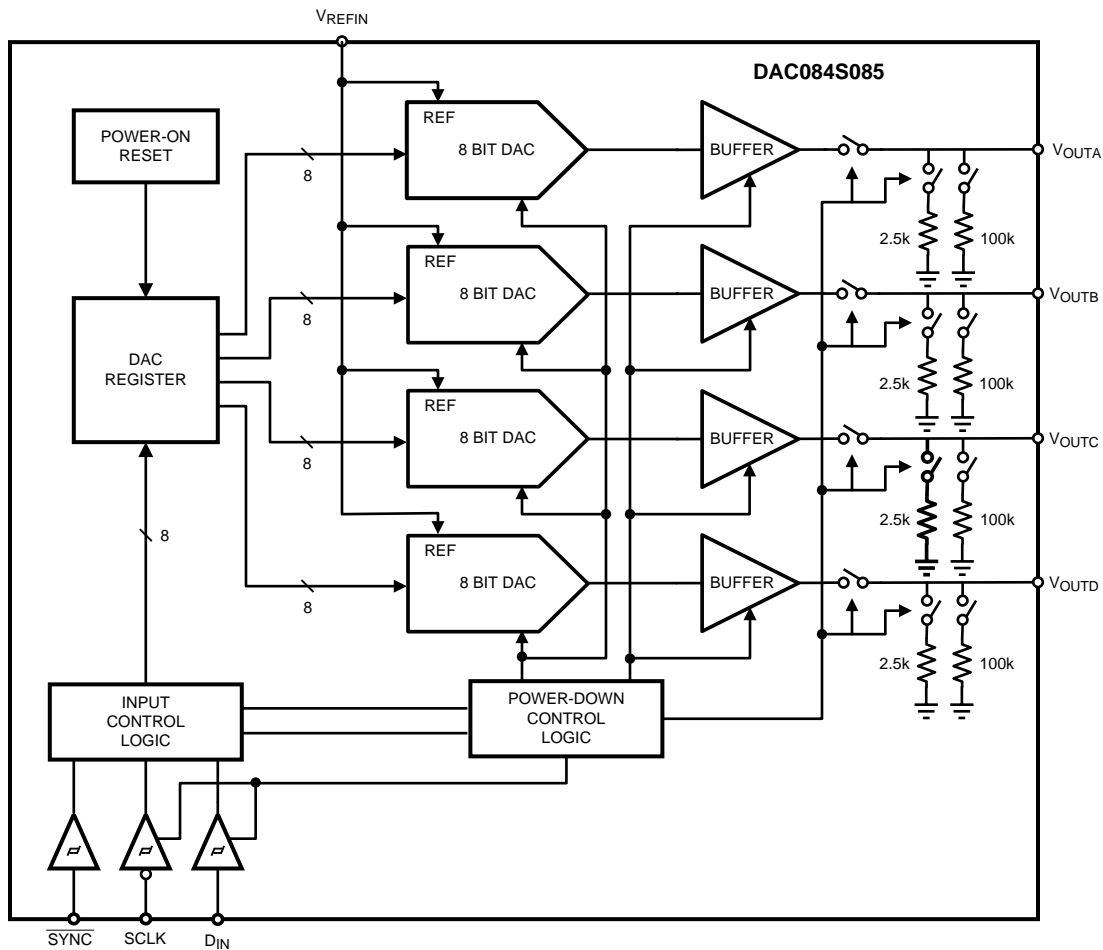 VREFIN
DAC084S085
REF
POWER-ON
RESET
8 BIT DAC
BUFFER
VOUTA
8
2.5k
100k
REF
8 BIT DAC
BUFFER
VOUTB
8
2.5k
100k
DAC
REGISTER
REF
8 BIT DAC
BUFFER
VOUTC
8
2.5k
100k
8
REF
8 BIT DAC
BUFFER
VOUTD
8
2.5k
100k
INPUT
CONTROL
LOGIC
POWER-DOWN
CONTROL
LOGIC
SYNC
SCLK
DIN